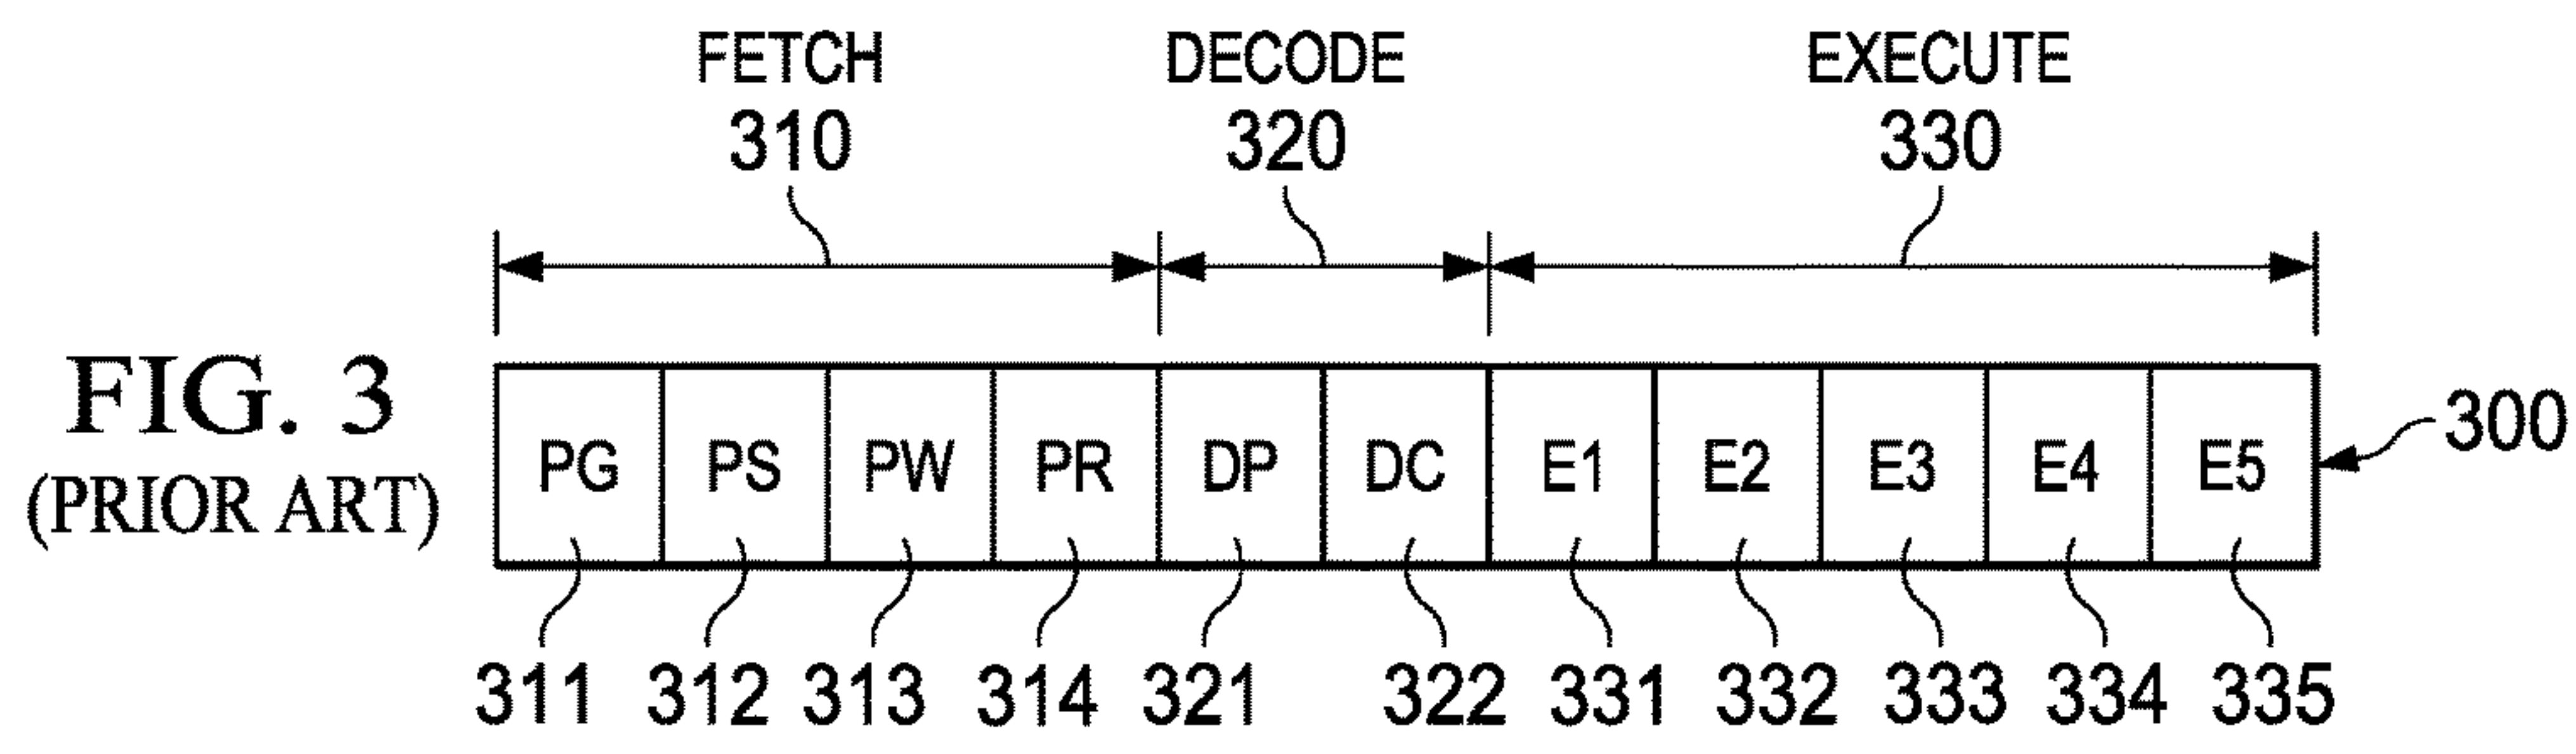 FETCH DECODE EXECUTE
310 320 330
FIG. 3
(PRIOR ART)
PG PS PW PR DP DC E1 E2 E3 E4 E5
300
311 312 313 314 321 322 331 332 333 334 335